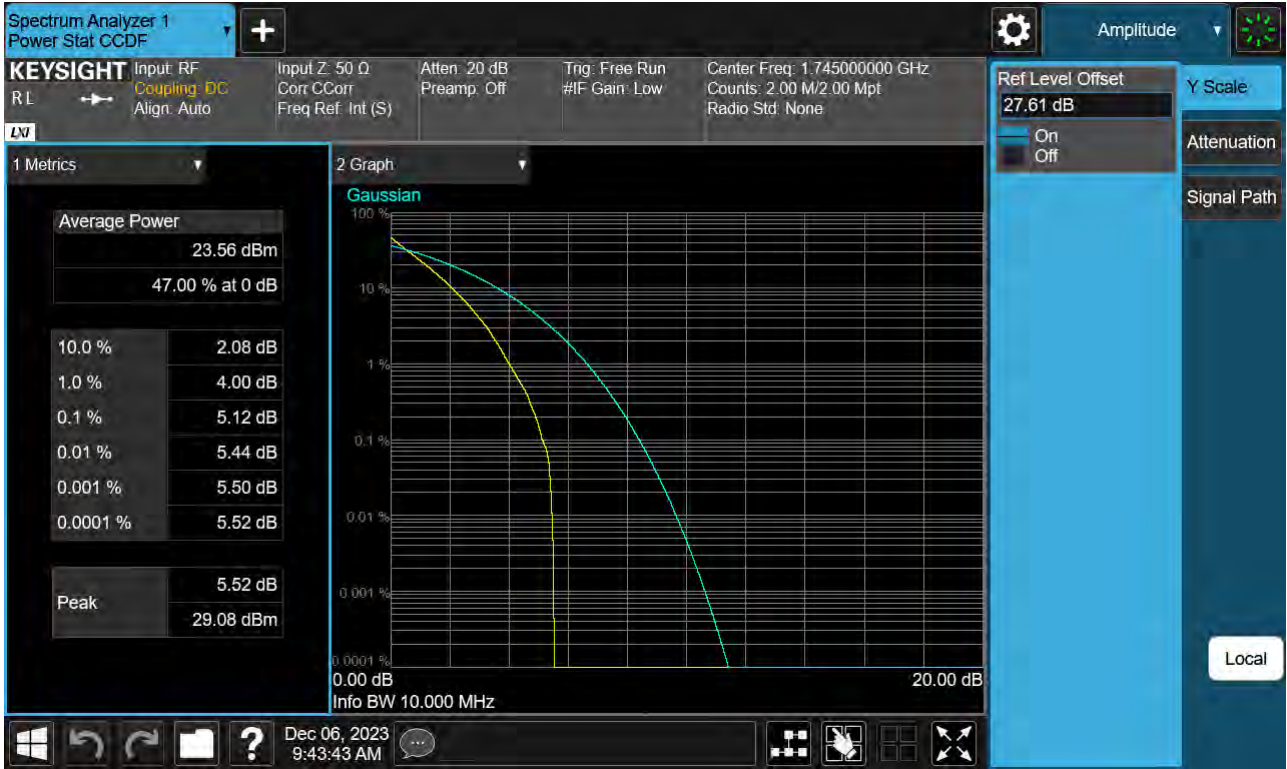 Spectrum Analyzer 1
Power Stat CCDF
Amplitude
KEYSIGHT
R L
LXI
Input: RF
Coupling: DC
Align: Auto
Input Z: 50 Ω
Corr CCorr
Freq Ref: Int (S)
Atten: 20 dB
Preamp: Off
Trig: Free Run
#IF Gain: Low
Center Freq: 1.745000000 GHz
Counts: 2.00 M/2.00 Mpt
Radio Std: None
Ref Level Offset
27.61 dB
On
Off
Y Scale
Attenuation
Signal Path
1 Metrics
Average Power
23.56 dBm
47.00 % at 0 dB
10.0 % 2.08 dB
1.0 % 4.00 dB
0.1 % 5.12 dB
0.01 % 5.44 dB
0.001 % 5.50 dB
0.0001 % 5.52 dB
Peak
5.52 dB
29.08 dBm
2 Graph
Gaussian
100 %
10 %
1 %
0.1 %
0.01 %
0.001 %
0.0001 %
0.00 dB 20.00 dB
Info BW 10.000 MHz
Local
?
Dec 06, 2023
9:43:43 AM